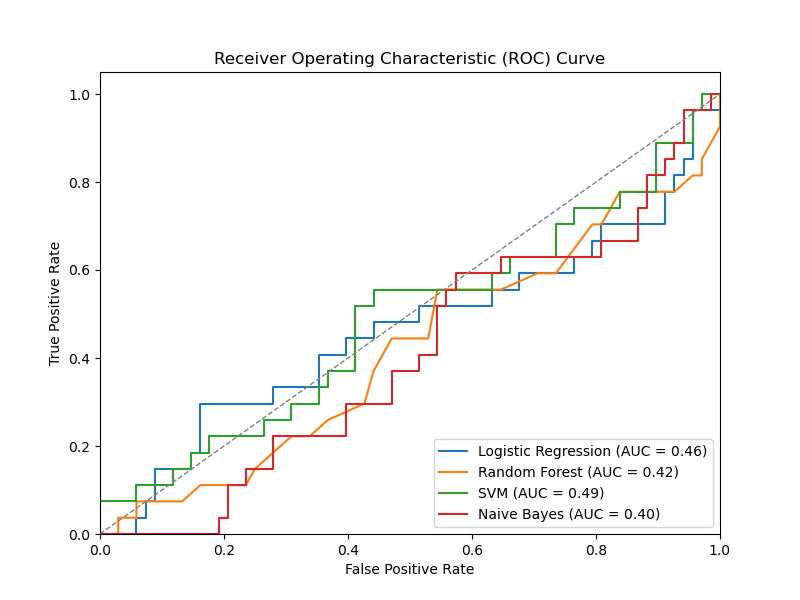 Receiver Operating Characteristic (ROC) Curve
True Positive Rate
1.0
0.8
0.6
0.4
0.2
0.0
0.0 0.2 0.4 0.6 0.8 1.0
False Positive Rate
Logistic Regression (AUC = 0.46)
Random Forest (AUC = 0.42)
SVM (AUC = 0.49)
Naive Bayes (AUC = 0.40)